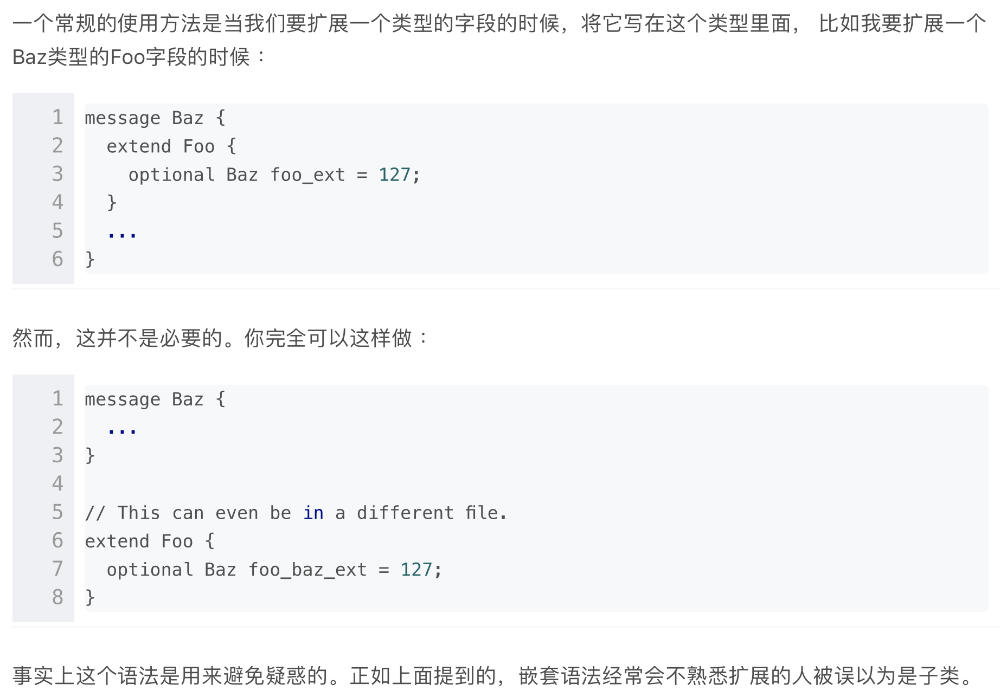 一个常规的使用方法是当我们要扩展一个类型的字段的时候，将它写在这个类型里面， 比如我要扩展一个
Baz类型的Foo字段的时候：
1 message Baz {
2   extend Foo {
3     optional Baz foo_ext = 127;
4   }
5   ...
6 }
然而，这并不是必要的。你完全可以这样做：
1 message Baz {
2   ...
3 }
4
5 // This can even be in a different file.
6 extend Foo {
7   optional Baz foo_baz_ext = 127;
8 }
事实上这个语法是用来避免疑惑的。正如上面提到的，嵌套语法经常会不熟悉扩展的人被误以为是子类。